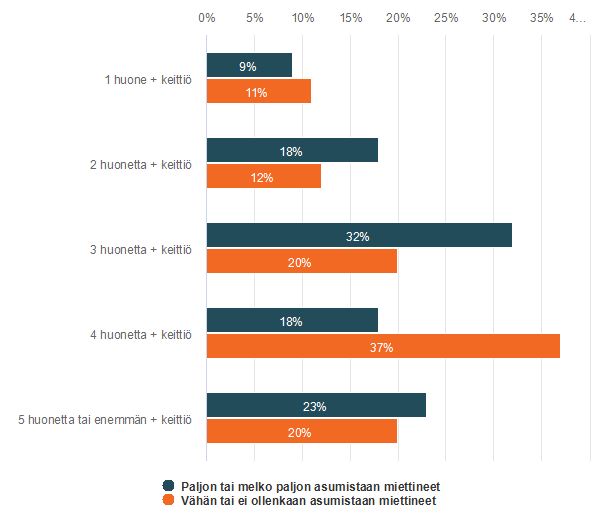 0% 5% 10% 15% 20% 25% 30% 35% 4...
1 huone + keittiö
9%
11%
2 huonetta + keittiö
18%
12%
3 huonetta + keittiö
32%
20%
4 huonetta + keittiö
18%
37%
5 huonetta tai enemmän + keittiö
23%
20%
Paljon tai melko paljon asumistaan miettineet
Vähän tai ei ollenkaan asumistaan miettineet